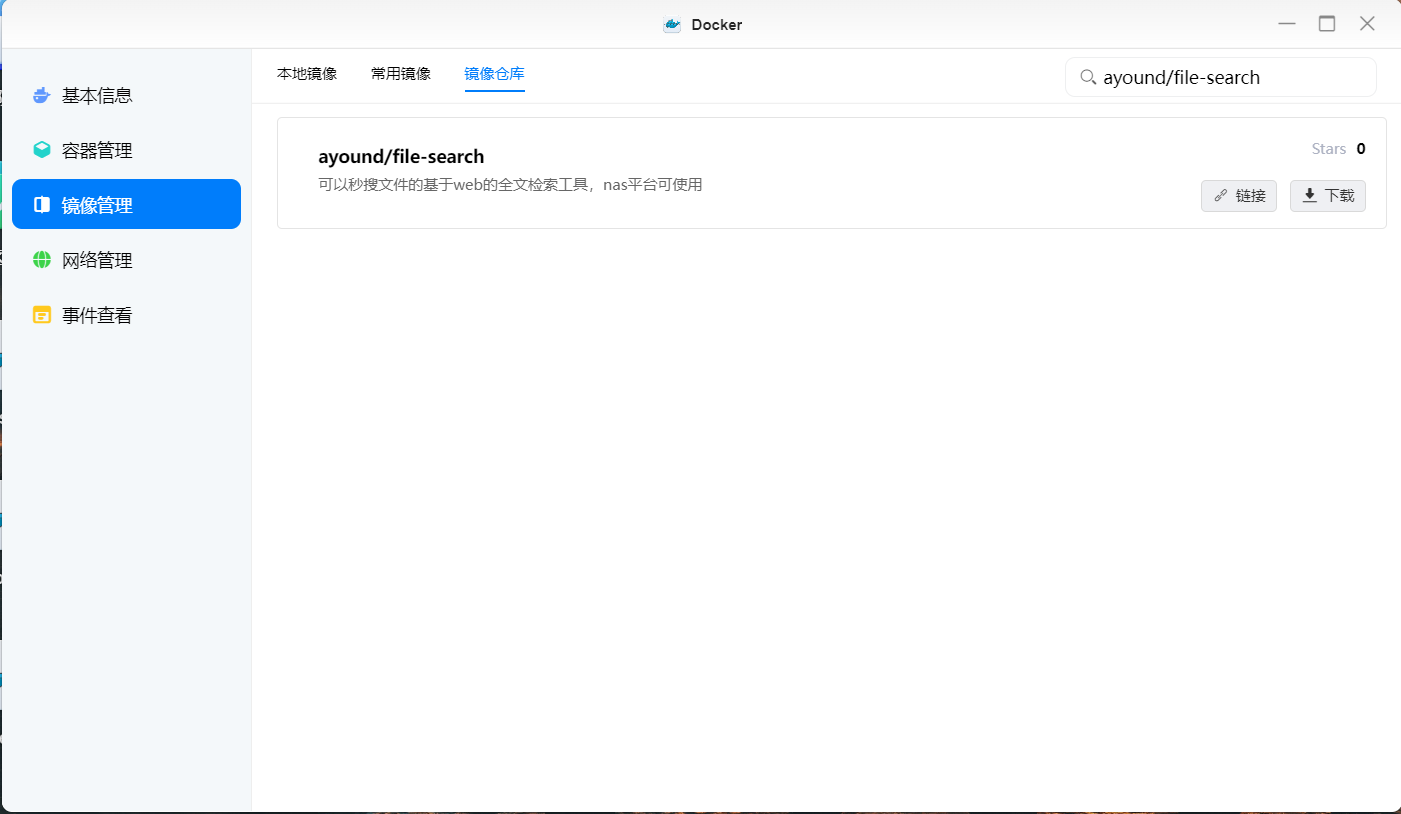 Docker
基本信息
容器管理
镜像管理
网络管理
事件查看
本地镜像 常用镜像 镜像仓库
ayound/file-search
ayound/file-search
Stars 0
可以秒搜文件的基于web的全文检索工具，nas平台可使用
链接 下载